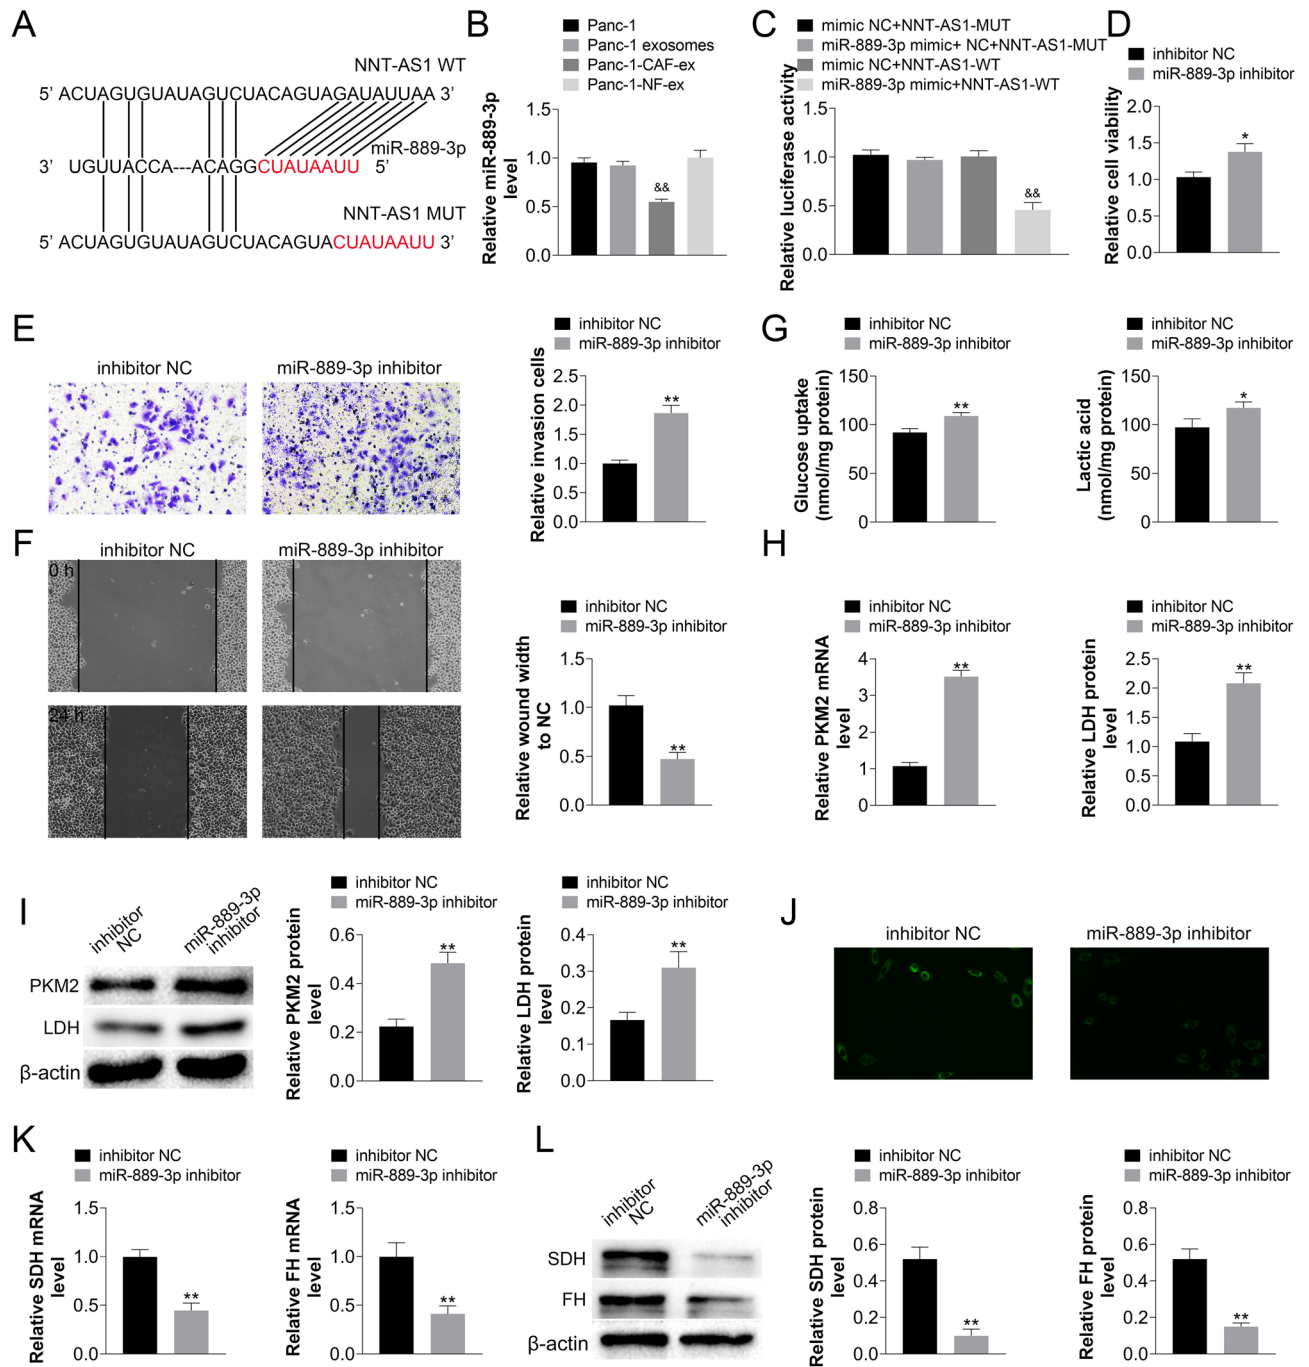 A
NNT-AS1 WT
5' ACUAGUGUAUAGUCUACAGUAGAUAUUAA 3'
miR-889-3p
3' UGUUACCA---ACAGGCUAUAAUU 5'
NNT-AS1 MUT
5' ACUAGUGUAUAGUCUACAGUACUAUAAUU 3'
B
Panc-1
Panc-1 exosomes
Panc-1-CAF-ex
Panc-1-NF-ex
Relative miR-889-3p
level
1.5
1.0
0.5
0.0
&&
C
mimic NC+NNT-AS1-MUT
miR-889-3p mimic+ NC+NNT-AS1-MUT
mimic NC+NNT-AS1-WT
miR-889-3p mimic+NNT-AS1-WT
Relative luciferase activity
1.5
1.0
0.5
0.0
&&
D
inhibitor NC
miR-889-3p inhibitor
Relative cell viability
2.0
1.5
1.0
0.5
0.0
*
E
inhibitor NC
miR-889-3p inhibitor
inhibitor NC
miR-889-3p inhibitor
Relative invasion cells
2.5
2.0
1.5
1.0
0.5
0.0
**
F
inhibitor NC
miR-889-3p inhibitor
0 h
24 h
inhibitor NC
miR-889-3p inhibitor
Relative wound width
to NC
1.5
1.0
0.5
0.0
**
G
inhibitor NC
miR-889-3p inhibitor
Glucose uptake
(nmol/mg protein)
150
100
50
0
**
inhibitor NC
miR-889-3p inhibitor
Lactic acid
(nmol/mg protein)
150
100
50
0
*
H
inhibitor NC
miR-889-3p inhibitor
Relative PKM2 mRNA
level
4
3
2
1
0
**
inhibitor NC
miR-889-3p inhibitor
Relative LDH protein
level
2.5
2.0
1.5
1.0
0.5
0.0
**
I
inhibitor
NC
miR-889-3p
inhibitor
PKM2
LDH
β-actin
inhibitor NC
miR-889-3p inhibitor
Relative PKM2 protein
level
0.6
0.4
0.2
0.0
**
inhibitor NC
miR-889-3p inhibitor
Relative LDH protein
level
0.4
0.3
0.2
0.1
0.0
**
J
inhibitor NC
miR-889-3p inhibitor
K
inhibitor NC
miR-889-3p inhibitor
Relative SDH mRNA
level
1.5
1.0
0.5
0.0
**
inhibitor NC
miR-889-3p inhibitor
Relative FH mRNA
level
1.5
1.0
0.5
0.0
**
L
inhibitor
NC
miR-889-3p
inhibitor
SDH
FH
β-actin
inhibitor NC
miR-889-3p inhibitor
Relative SDH protein
level
0.8
0.6
0.4
0.2
0.0
**
inhibitor NC
miR-889-3p inhibitor
Relative FH protein
level
0.8
0.6
0.4
0.2
0.0
**